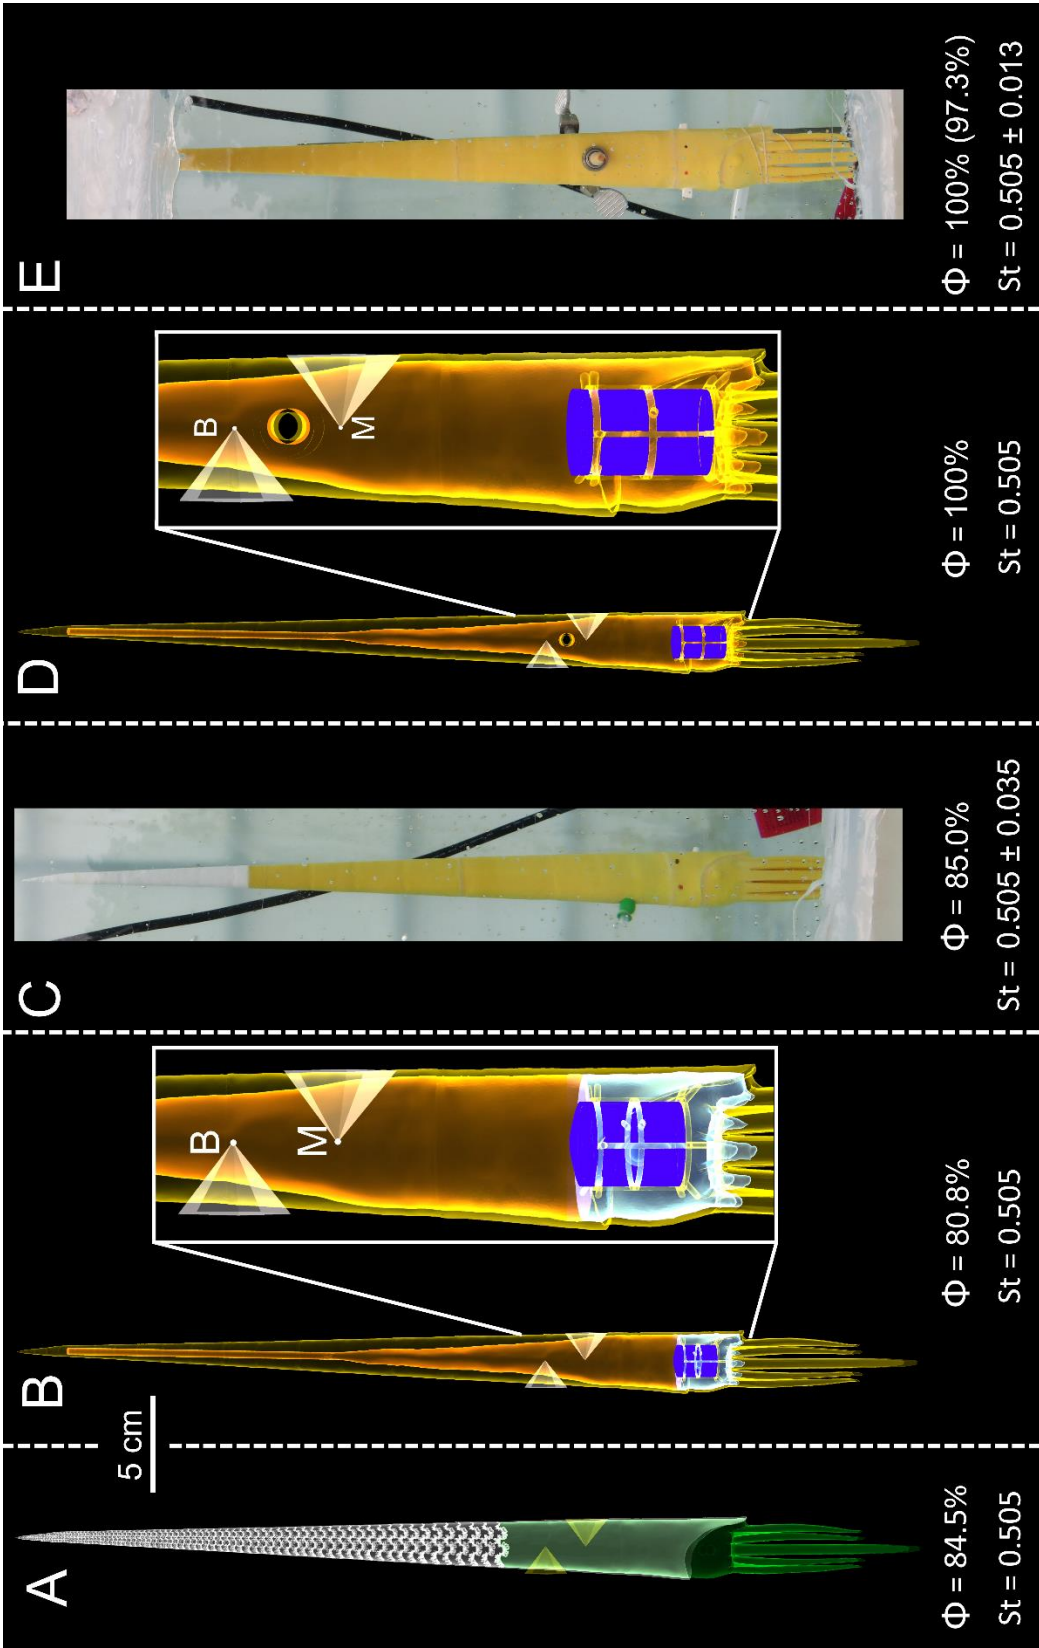 A
5 cm
Φ = 84.5%
St = 0.505
B
B
M
Φ = 80.8%
St = 0.505
C
Φ = 85.0%
St = 0.505 ± 0.035
D
B
M
Φ = 100%
St = 0.505
E
Φ = 100% (97.3%)
St = 0.505 ± 0.013